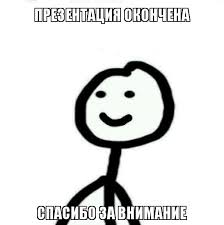 ПРЕЗЕНТАЦИЯ ОКОНЧЕНА
СПАСИБО ЗА ВНИМАНИЕ